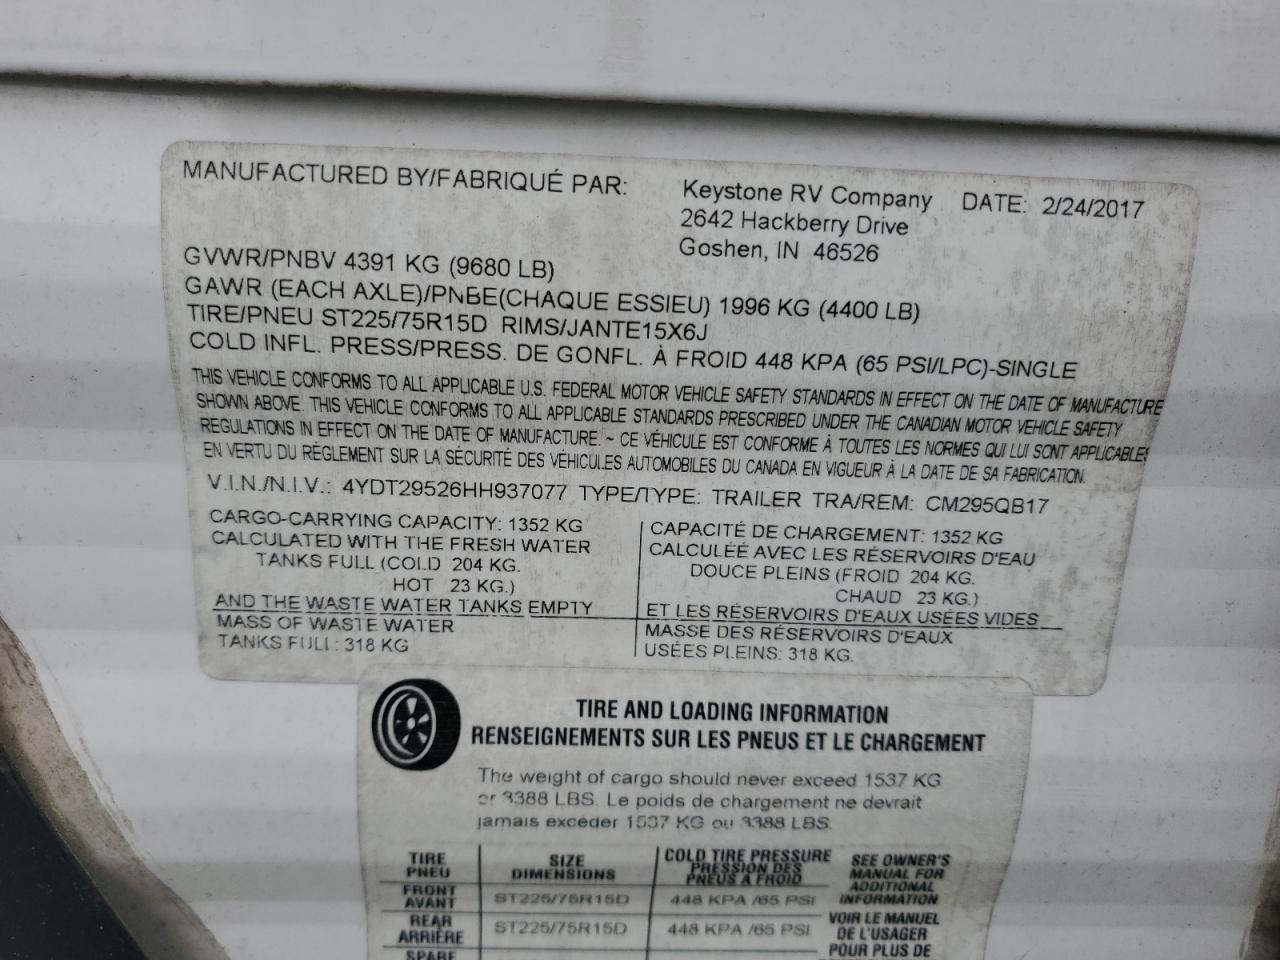 MANUFACTURED BY/FABRIQUÉ PAR: Keystone RV Company DATE: 2/24/2017
2642 Hackberry Drive
Goshen, IN 46526
GVWR/PNBV 4391 KG (9680 LB)
GAWR (EACH AXLE)/PNBE(CHAQUE ESSIEU) 1996 KG (4400 LB)
TIRE/PNEU ST225/75R15D RIMS/JANTE15X6J
COLD INFL. PRESS/PRESS. DE GONFL. À FROID 448 KPA (65 PSI/LPC)-SINGLE
THIS VEHICLE CONFORMS TO ALL APPLICABLE U.S. FEDERAL MOTOR VEHICLE SAFETY STANDARDS IN EFFECT ON THE DATE OF MANUFACTURE
SHOWN ABOVE. THIS VEHICLE CONFORMS TO ALL APPLICABLE STANDARDS PRESCRIBED UNDER THE CANADIAN MOTOR VEHICLE SAFETY
REGULATIONS IN EFFECT ON THE DATE OF MANUFACTURE. ~ CE VÉHICULE EST CONFORME À TOUTES LES NORMES QUI LUI SONT APPLICABLES
EN VERTU DU RÈGLEMENT SUR LA SÉCURITÉ DES VÉHICULES AUTOMOBILES DU CANADA EN VIGUEUR À LA DATE DE SA FABRICATION.
V.I.N./N.I.V.: 4YDT29526HH937077 TYPE/TYPE: TRAILER TRA/REM: CM295QB17
CARGO-CARRYING CAPACITY: 1352 KG
CALCULATED WITH THE FRESH WATER
TANKS FULL (COLD 204 KG.
HOT 23 KG.)
AND THE WASTE WATER TANKS EMPTY
MASS OF WASTE WATER
TANKS FULL: 318 KG
CAPACITÉ DE CHARGEMENT: 1352 KG
CALCULÉE AVEC LES RÉSERVOIRS D'EAU
DOUCE PLEINS (FROID 204 KG.
CHAUD 23 KG.)
ET LES RÉSERVOIRS D'EAUX USÉES VIDES
MASSE DES RÉSERVOIRS D'EAUX
USÉES PLEINS: 318 KG.
TIRE AND LOADING INFORMATION
RENSEIGNEMENTS SUR LES PNEUS ET LE CHARGEMENT
The weight of cargo should never exceed 1537 KG
or 3388 LBS. Le poids de chargement ne devrait
jamais exceder 1537 KG ou 3388 LBS.
TIRE
PNEU
SIZE
DIMENSIONS
COLD TIRE PRESSURE
PRESSION DES
PNEUS A FROID
FRONT
AVANT
ST225/75R15D
448 KPA /65 PSI
REAR
ARRIÈRE
ST225/75R15D
448 KPA /65 PSI
SPARE
SEE OWNER'S
MANUAL FOR
ADDITIONAL
INFORMATION
VOIR LE MANUEL
DE L'USAGER
POUR PLUS DE